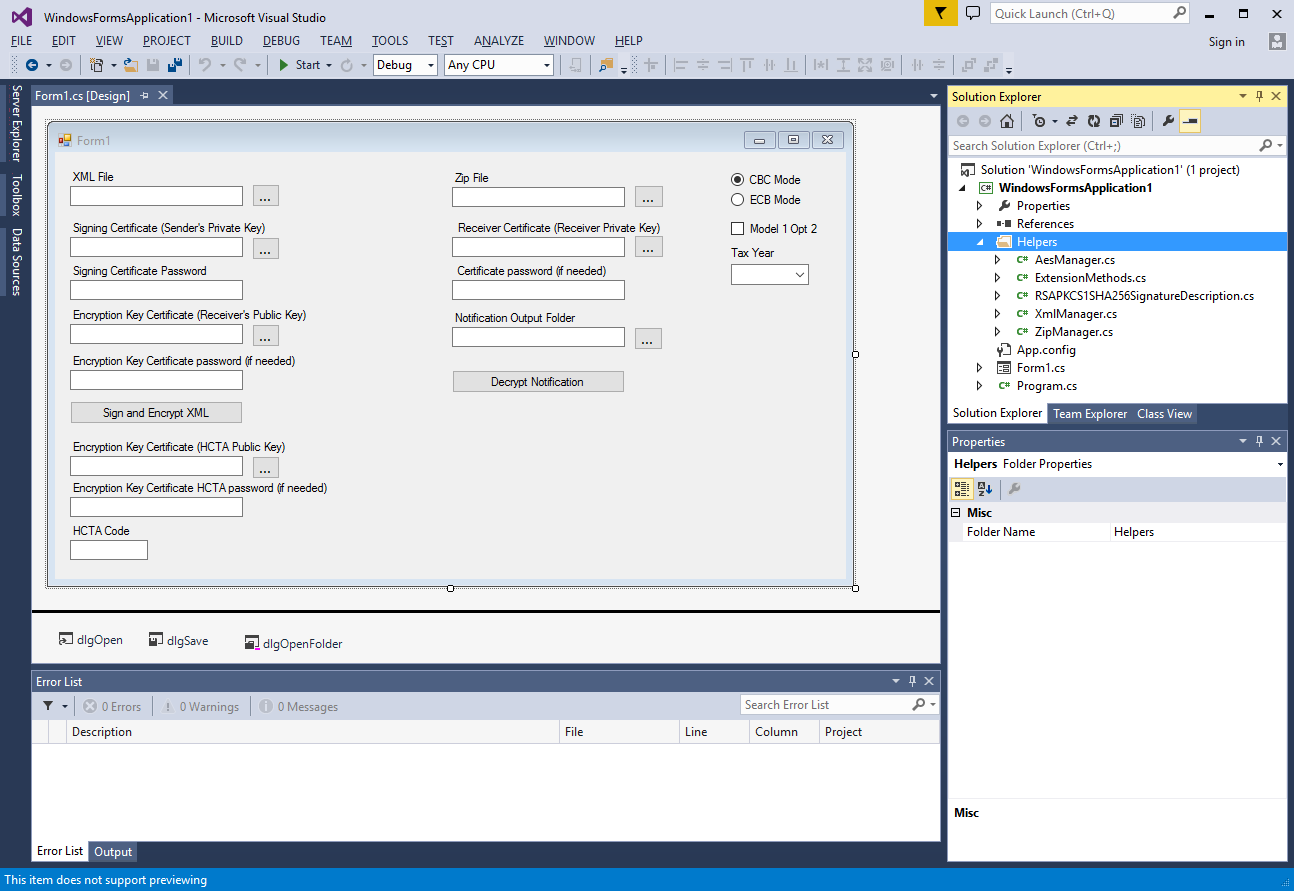 WindowsFormsApplication1 - Microsoft Visual Studio
Quick Launch (Ctrl+Q)
FILE EDIT VIEW PROJECT BUILD DEBUG TEAM TOOLS TEST ANALYZE WINDOW HELP
Sign in
Start Debug Any CPU
Server Explorer
Toolbox
Data Sources
Form1.cs [Design]
Form1
XML File
...
Signing Certificate (Sender's Private Key)
...
Signing Certificate Password
Encryption Key Certificate (Receiver's Public Key)
...
Encryption Key Certificate password (if needed)
Sign and Encrypt XML
Encryption Key Certificate (HCTA Public Key)
...
Encryption Key Certificate HCTA password (if needed)
HCTA Code
Zip File
...
Receiver Certificate (Receiver Private Key)
...
Certificate password (if needed)
Notification Output Folder
...
Decrypt Notification
CBC Mode
ECB Mode
Model 1 Opt 2
Tax Year
dlgOpen dlgSave dlgOpenFolder
Error List
0 Errors 0 Warnings 0 Messages
Search Error List
Description File Line Column Project
Error List Output
Solution Explorer
Search Solution Explorer (Ctrl+;)
Solution 'WindowsFormsApplication1' (1 project)
C# WindowsFormsApplication1
Properties
References
Helpers
C# AesManager.cs
C# ExtensionMethods.cs
C# RSAPKCS1SHA256SignatureDescription.cs
C# XmlManager.cs
C# ZipManager.cs
App.config
Form1.cs
C# Program.cs
Solution Explorer Team Explorer Class View
Properties
Helpers Folder Properties
Misc
Folder Name Helpers
Misc
This item does not support previewing